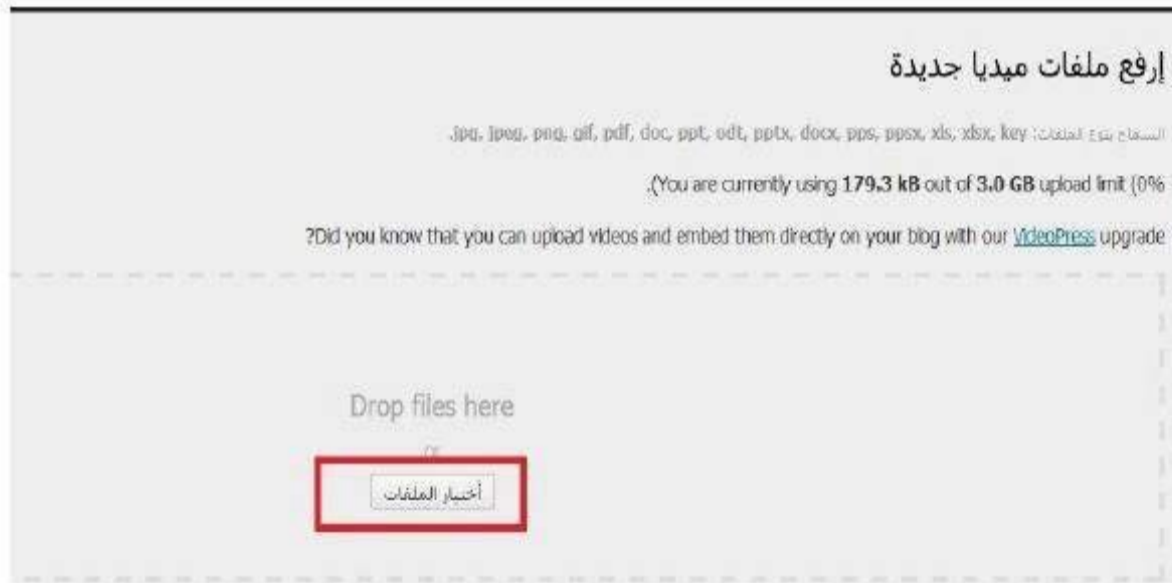 إرفع ملفات ميديا جديدة
السماح بنوع الملفات: jpg, jpeg, png, gif, pdf, doc, ppt, odt, pptx, docx, pps, ppsx, xls, xlsx, key.
You are currently using 179.3 kB out of 3.0 GB upload limit (0%).
Did you know that you can upload videos and embed them directly on your blog with our VideoPress upgrade?
Drop files here
or
أختيار الملفات